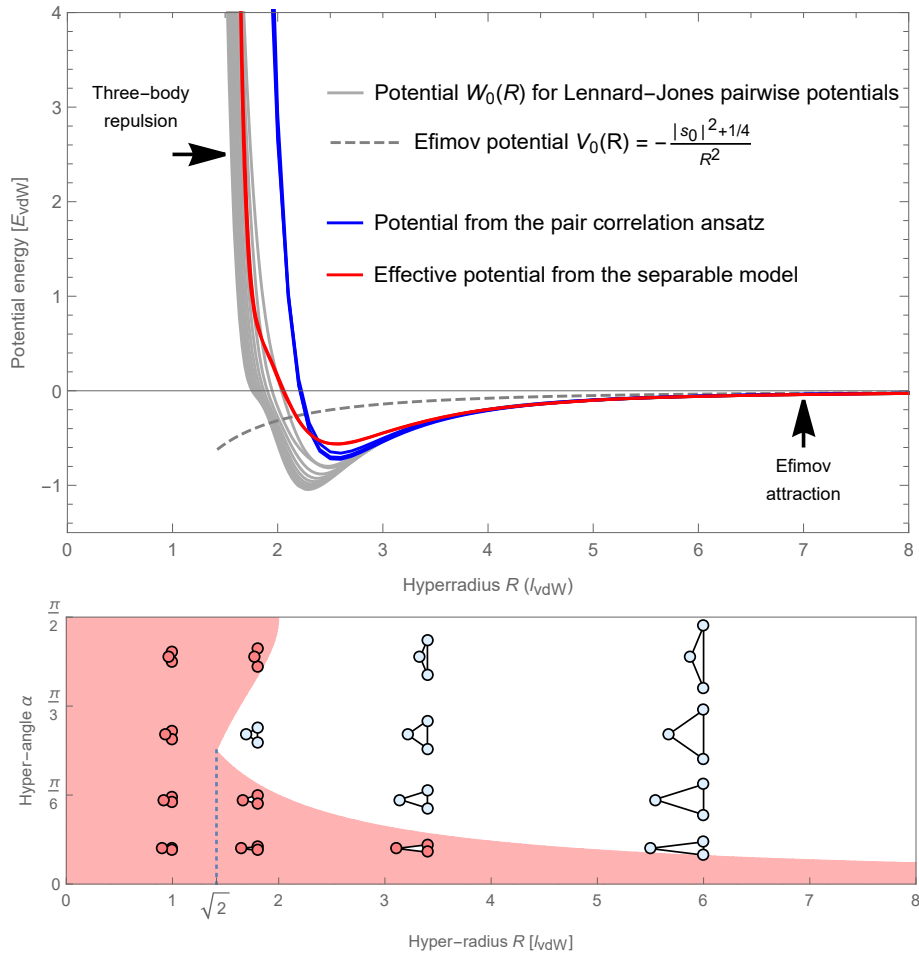 4
3
2
1
0
−1
Potential energy [E_vdW]
Three−body
repulsion
Potential W_0(R) for Lennard−Jones pairwise potentials
Efimov potential V_0(R) = − |s_0|^2+1/4 / R^2
Potential from the pair correlation ansatz
Effective potential from the separable model
Efimov
attraction
0 1 2 3 4 5 6 7 8
Hyperradius R (l_vdW)
π/2
π/3
π/6
0
Hyper−angle α
0 1 √2 2 3 4 5 6 7 8
Hyper−radius R [l_vdW]